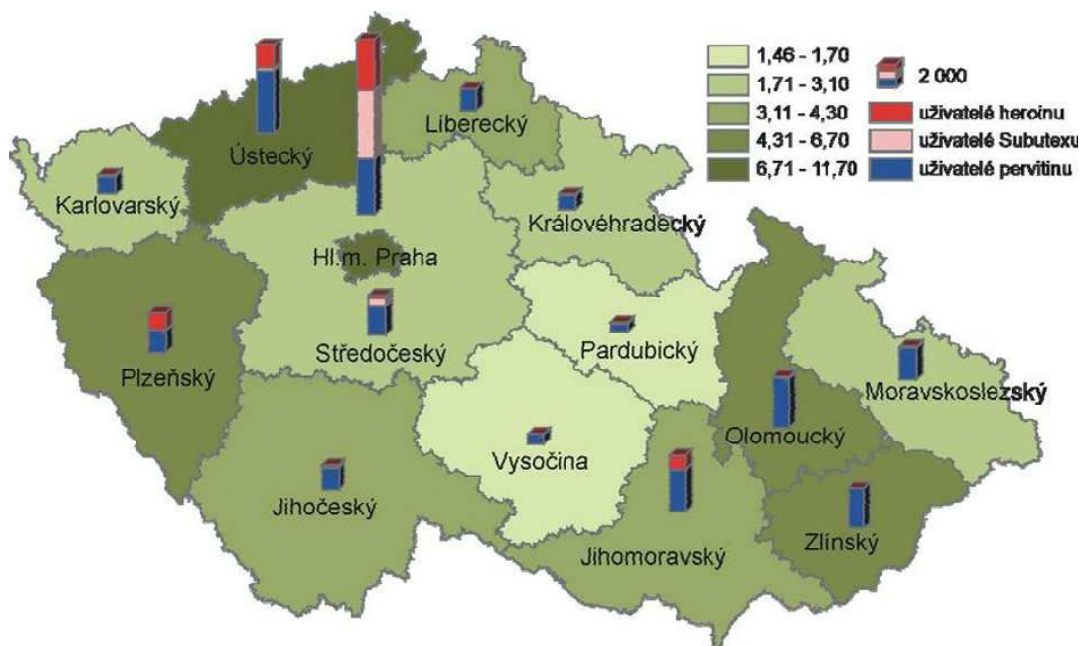 1,46 - 1,70
1,71 - 3,10
3,11 - 4,30
4,31 - 6,70
6,71 - 11,70
2 000
uživatelé heroinu
uživatelé Subutexu
uživatelé pervitinu
Liberecký
Ústecký
Karlovarský
Královéhradecký
Hl.m. Praha
Středočeský
Pardubický
Plzeňský
Moravskoslezský
Olomoucký
Vysočina
Jihočeský
Zlínský
Jihomoravský